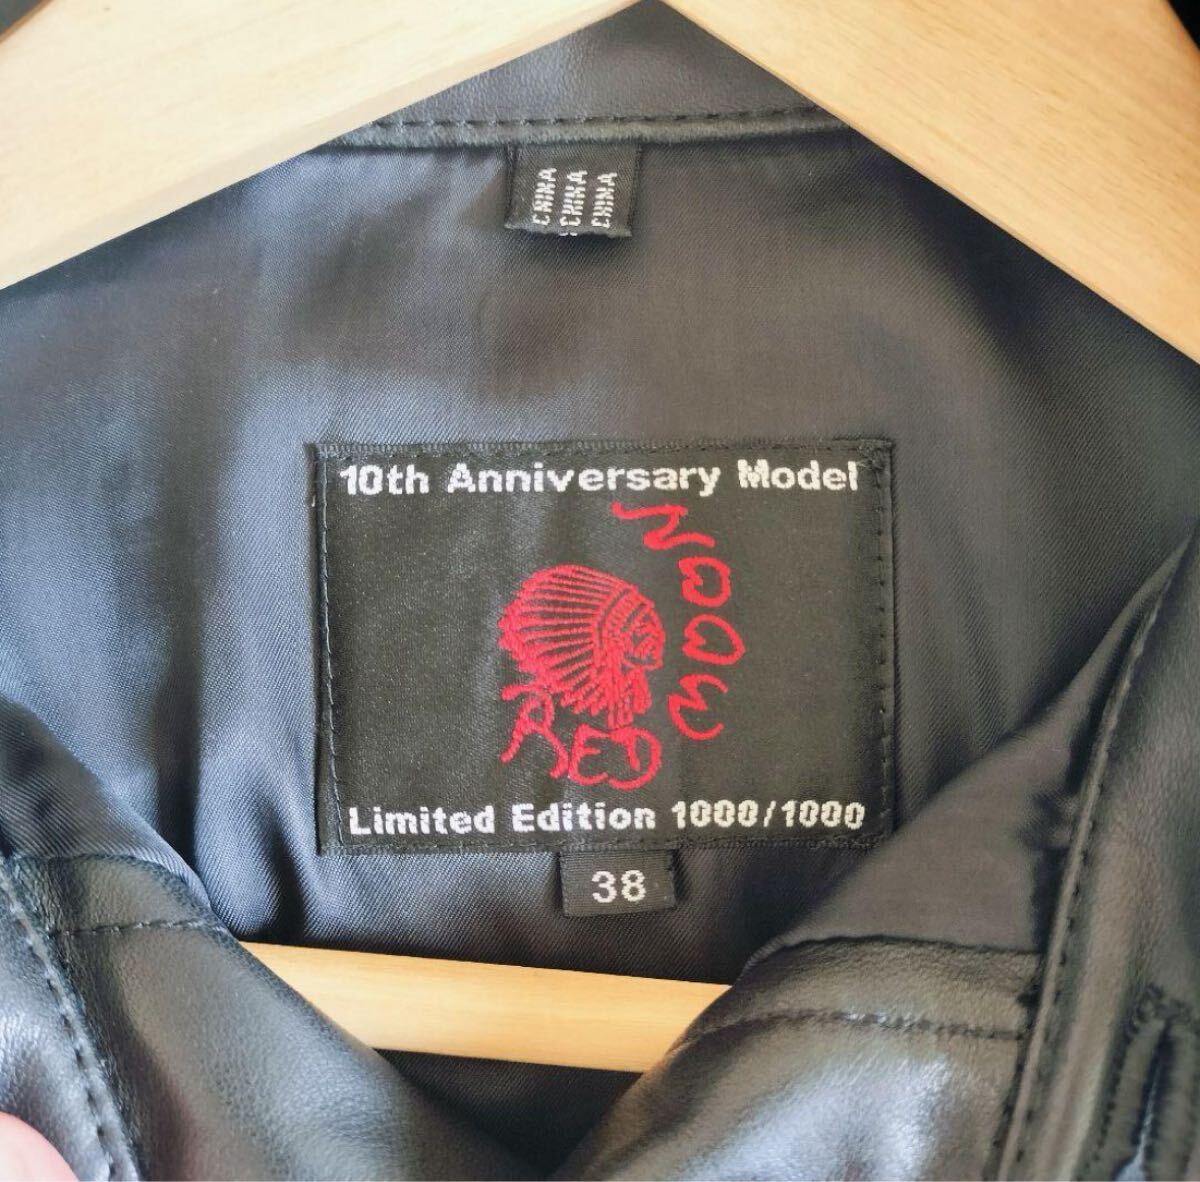 CHINA
CHINA
CHINA
10th Anniversary Model
RED
MOON
Limited Edition 1000/1000
38